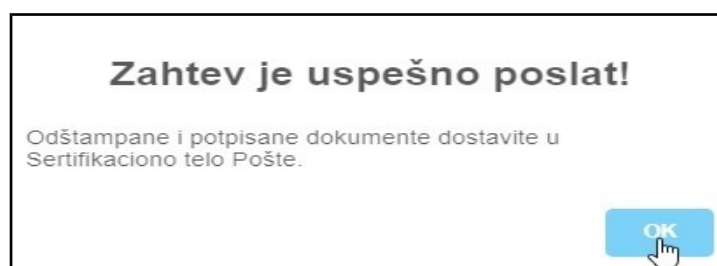 Zahtev je uspešno poslat!
Odštampane i potpisane dokumente dostavite u
Sertifikaciono telo Pošte.
OK